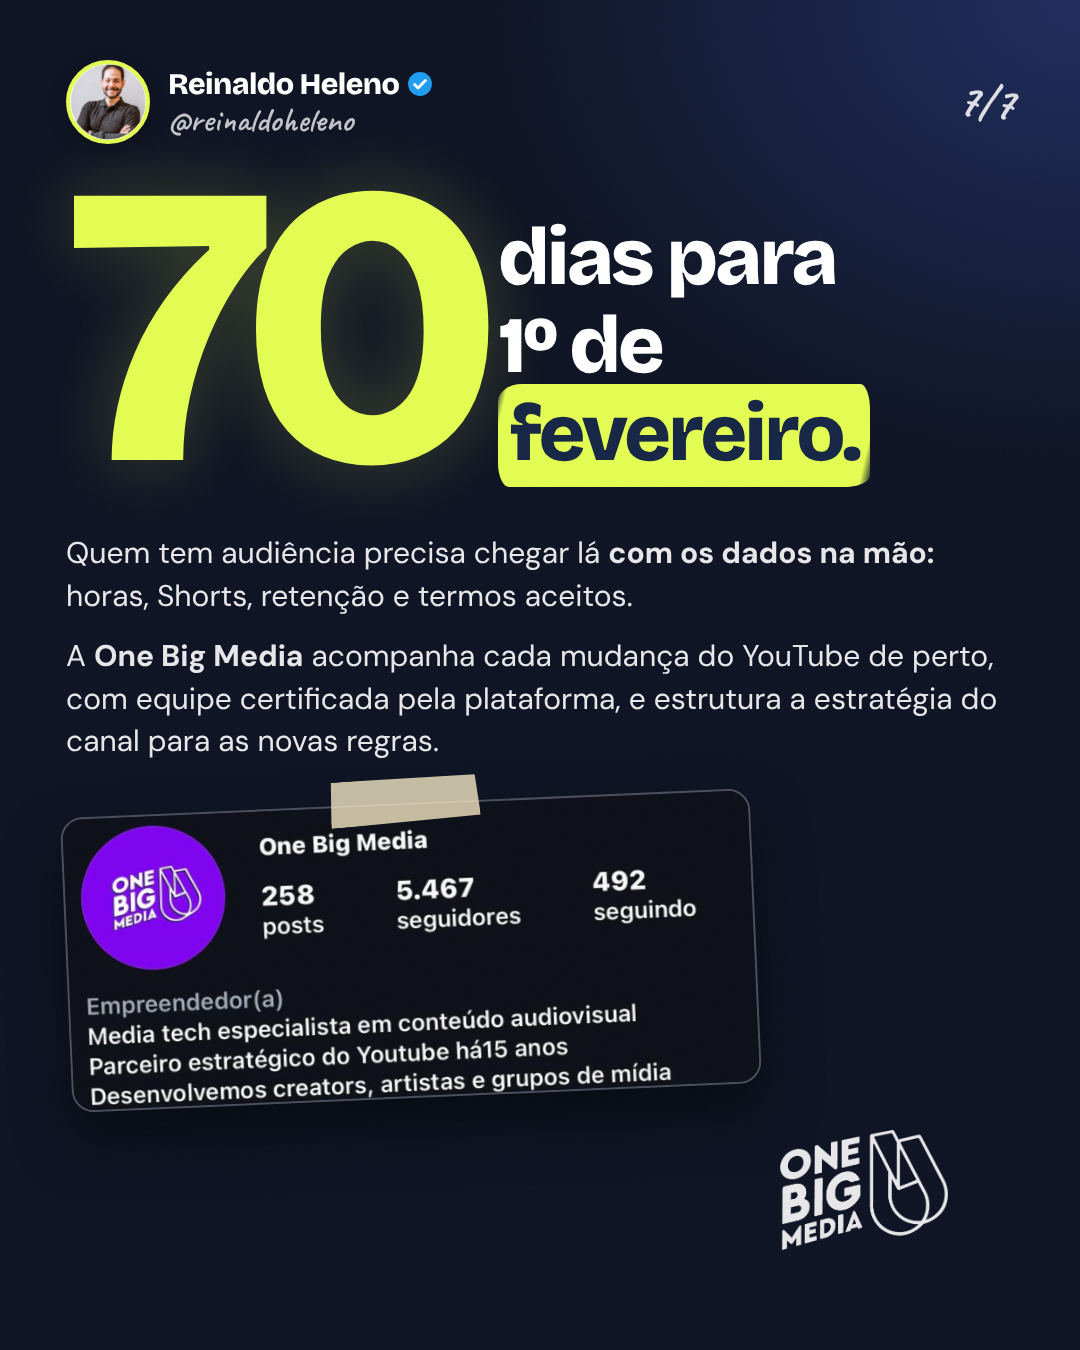 Reinaldo Heleno
@reinaldoheleno
7/7
70
dias para
1º de
fevereiro.
Quem tem audiência precisa chegar lá com os dados na mão:
horas, Shorts, retenção e termos aceitos.
A One Big Media acompanha cada mudança do YouTube de perto,
com equipe certificada pela plataforma, e estrutura a estratégia do
canal para as novas regras.
ONE
BIG
MEDIA
One Big Media
258
posts
5.467
seguidores
492
seguindo
Empreendedor(a)
Media tech especialista em conteúdo audiovisual
Parceiro estratégico do Youtube há15 anos
Desenvolvemos creators, artistas e grupos de mídia
ONE
BIG
MEDIA